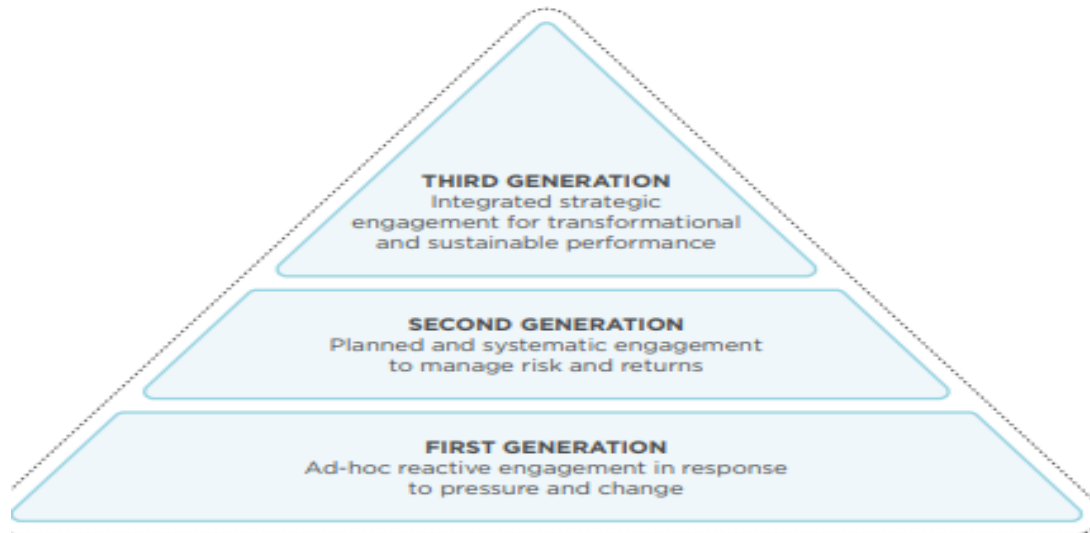 THIRD GENERATION
Integrated strategic
engagement for transformational
and sustainable performance
SECOND GENERATION
Planned and systematic engagement
to manage risk and returns
FIRST GENERATION
Ad-hoc reactive engagement in response
to pressure and change